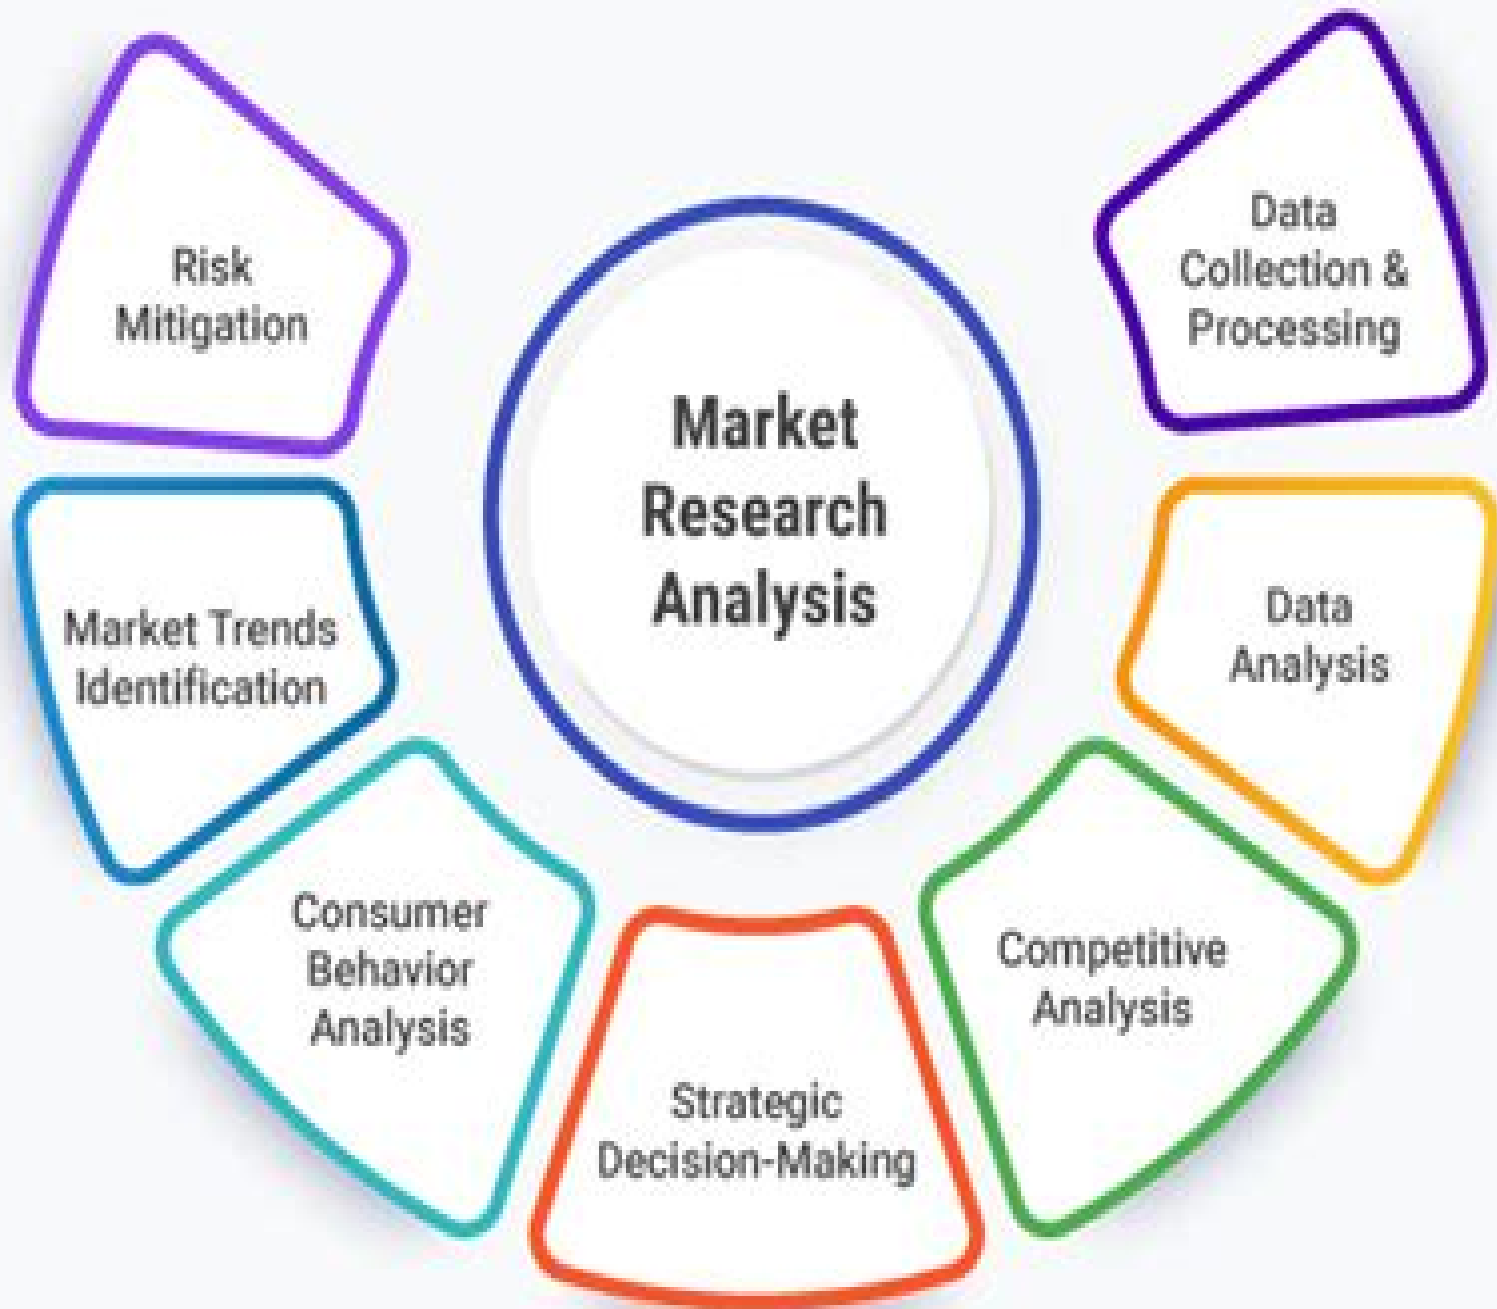 Risk
Mitigation
Data
Collection &
Processing
Market
Research
Analysis
Market Trends
Identification
Data
Analysis
Consumer
Behavior
Analysis
Competitive
Analysis
Strategic
Decision-Making